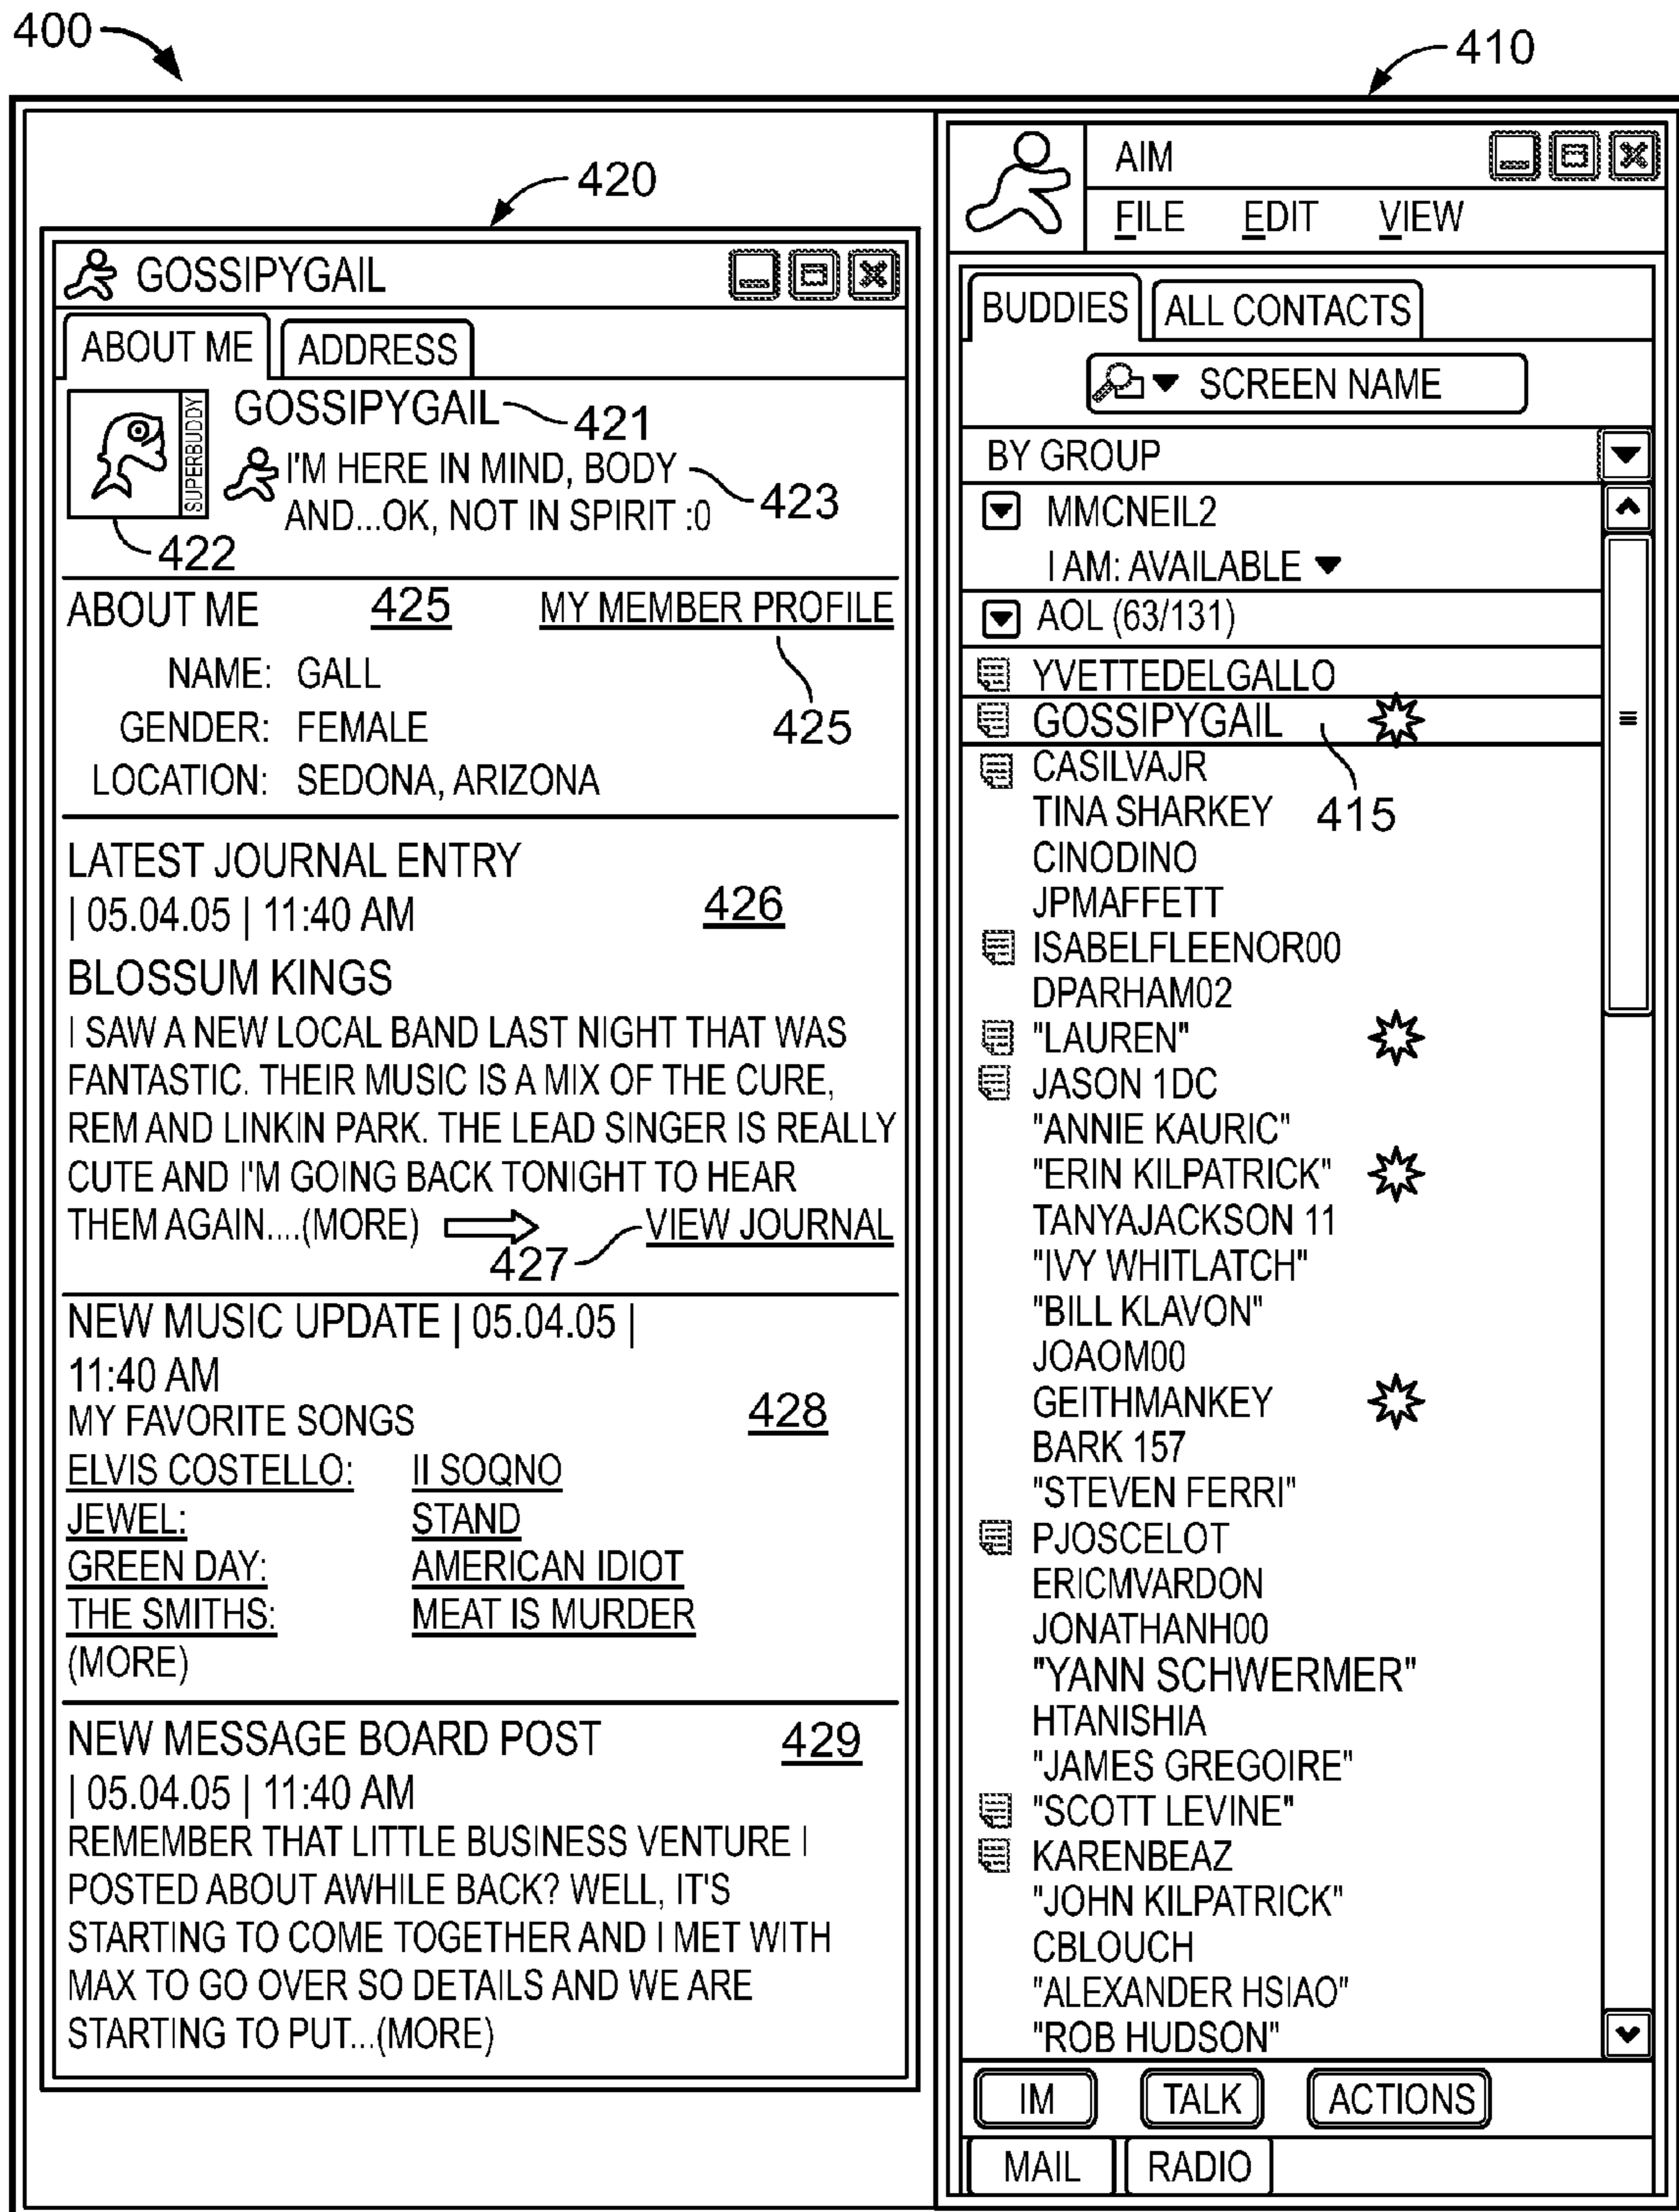 400
410
420
GOSSIPYGAIL
ABOUT ME ADDRESS
SUPERBUDDY
GOSSIPYGAIL 421
I'M HERE IN MIND, BODY
AND...OK, NOT IN SPIRIT :0 423
422
ABOUT ME 425 MY MEMBER PROFILE
NAME: GALL
GENDER: FEMALE 425
LOCATION: SEDONA, ARIZONA
LATEST JOURNAL ENTRY
| 05.04.05 | 11:40 AM 426
BLOSSUM KINGS
I SAW A NEW LOCAL BAND LAST NIGHT THAT WAS
FANTASTIC. THEIR MUSIC IS A MIX OF THE CURE,
REM AND LINKIN PARK. THE LEAD SINGER IS REALLY
CUTE AND I'M GOING BACK TONIGHT TO HEAR
THEM AGAIN....(MORE) VIEW JOURNAL
427
NEW MUSIC UPDATE | 05.04.05 |
11:40 AM
MY FAVORITE SONGS 428
ELVIS COSTELLO: II SOQNO
JEWEL: STAND
GREEN DAY: AMERICAN IDIOT
THE SMITHS: MEAT IS MURDER
(MORE)
NEW MESSAGE BOARD POST 429
| 05.04.05 | 11:40 AM
REMEMBER THAT LITTLE BUSINESS VENTURE I
POSTED ABOUT AWHILE BACK? WELL, IT'S
STARTING TO COME TOGETHER AND I MET WITH
MAX TO GO OVER SO DETAILS AND WE ARE
STARTING TO PUT...(MORE)
AIM
FILE EDIT VIEW
BUDDIES ALL CONTACTS
SCREEN NAME
BY GROUP
MMCNEIL2
I AM: AVAILABLE
AOL (63/131)
YVETTEDELGALLO
GOSSIPYGAIL
CASILVAJR
TINA SHARKEY 415
CINODINO
JPMAFFETT
ISABELFLEENOR00
DPARHAM02
"LAUREN"
JASON 1DC
"ANNIE KAURIC"
"ERIN KILPATRICK"
TANYAJACKSON 11
"IVY WHITLATCH"
"BILL KLAVON"
JOAOM00
GEITHMANKEY
BARK 157
"STEVEN FERRI"
PJOSCELOT
ERICMVARDON
JONATHANH00
"YANN SCHWERMER"
HTANISHIA
"JAMES GREGOIRE"
"SCOTT LEVINE"
KARENBEAZ
"JOHN KILPATRICK"
CBLOUCH
"ALEXANDER HSIAO"
"ROB HUDSON"
IM TALK ACTIONS
MAIL RADIO